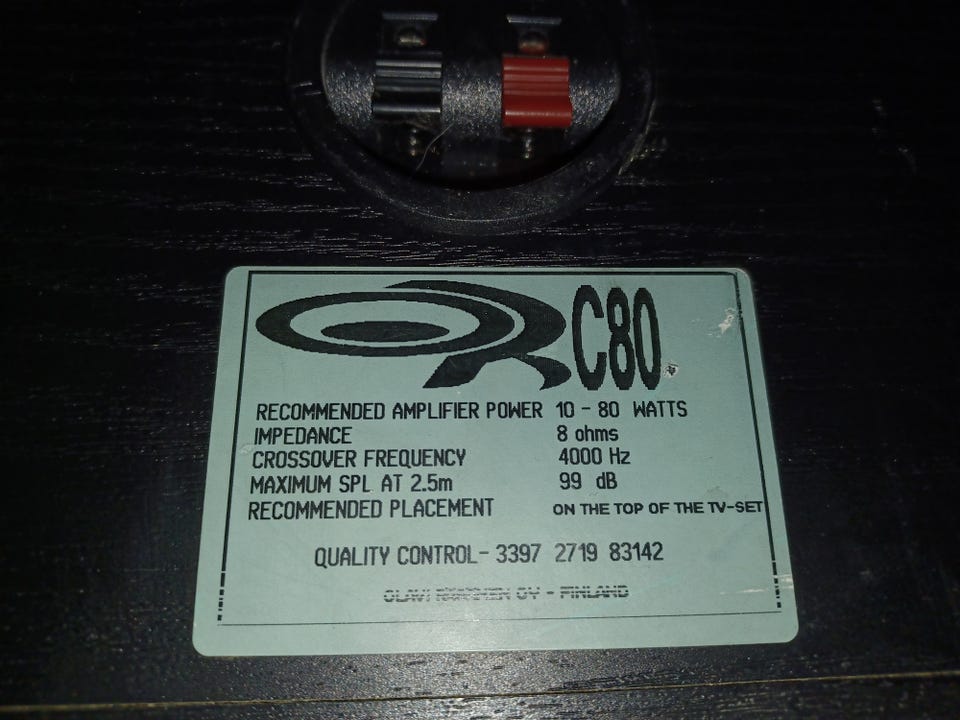 OR C80
RECOMMENDED AMPLIFIER POWER 10 - 80 WATTS
IMPEDANCE 8 ohms
CROSSOVER FREQUENCY 4000 Hz
MAXIMUM SPL AT 2.5m 99 dB
RECOMMENDED PLACEMENT ON THE TOP OF THE TV-SET
QUALITY CONTROL- 3397 2719 83142
OLAVI OY - FINLAND